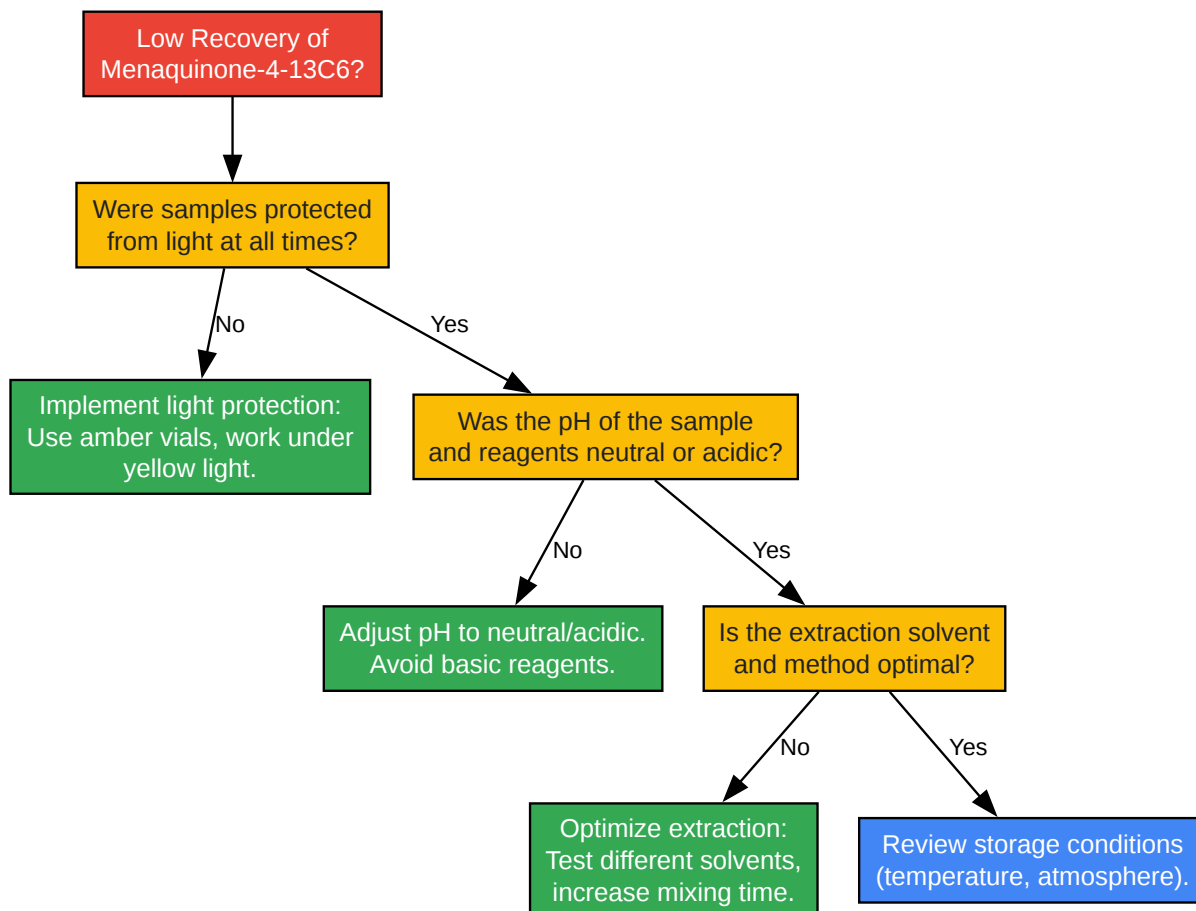 Low Recovery of
Menaquinone-4-13C6?
Were samples protected
from light at all times?
No
Yes
Implement light protection:
Use amber vials, work under
yellow light.
Was the pH of the sample
and reagents neutral or acidic?
No
Yes
Adjust pH to neutral/acidic.
Avoid basic reagents.
Is the extraction solvent
and method optimal?
No
Yes
Optimize extraction:
Test different solvents,
increase mixing time.
Review storage conditions
(temperature, atmosphere).